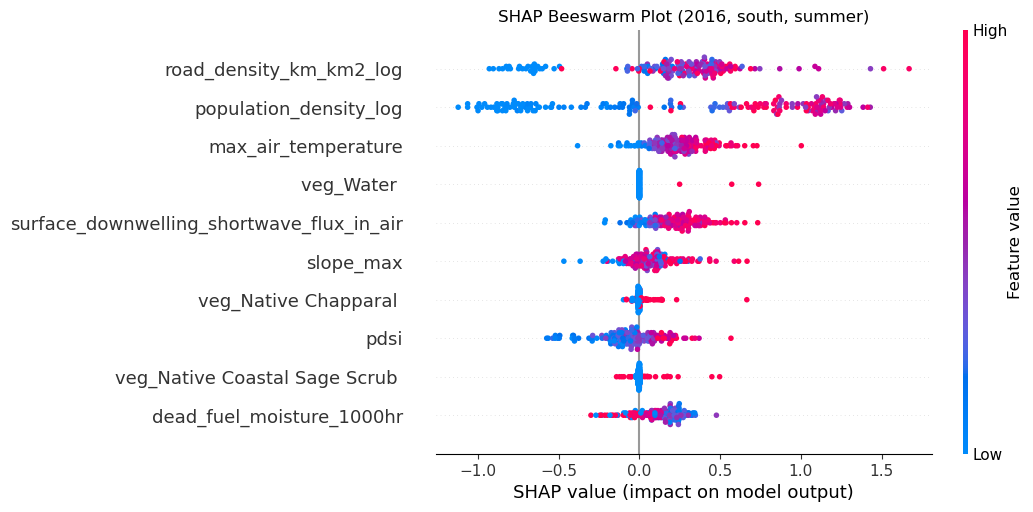 SHAP Beeswarm Plot (2016, south, summer)
High
road_density_km_km2_log
population_density_log
max_air_temperature
veg_Water
surface_downwelling_shortwave_flux_in_air
slope_max
veg_Native Chapparal
pdsi
veg_Native Coastal Sage Scrub
dead_fuel_moisture_1000hr
Feature value
Low
−1.0 −0.5 0.0 0.5 1.0 1.5
SHAP value (impact on model output)